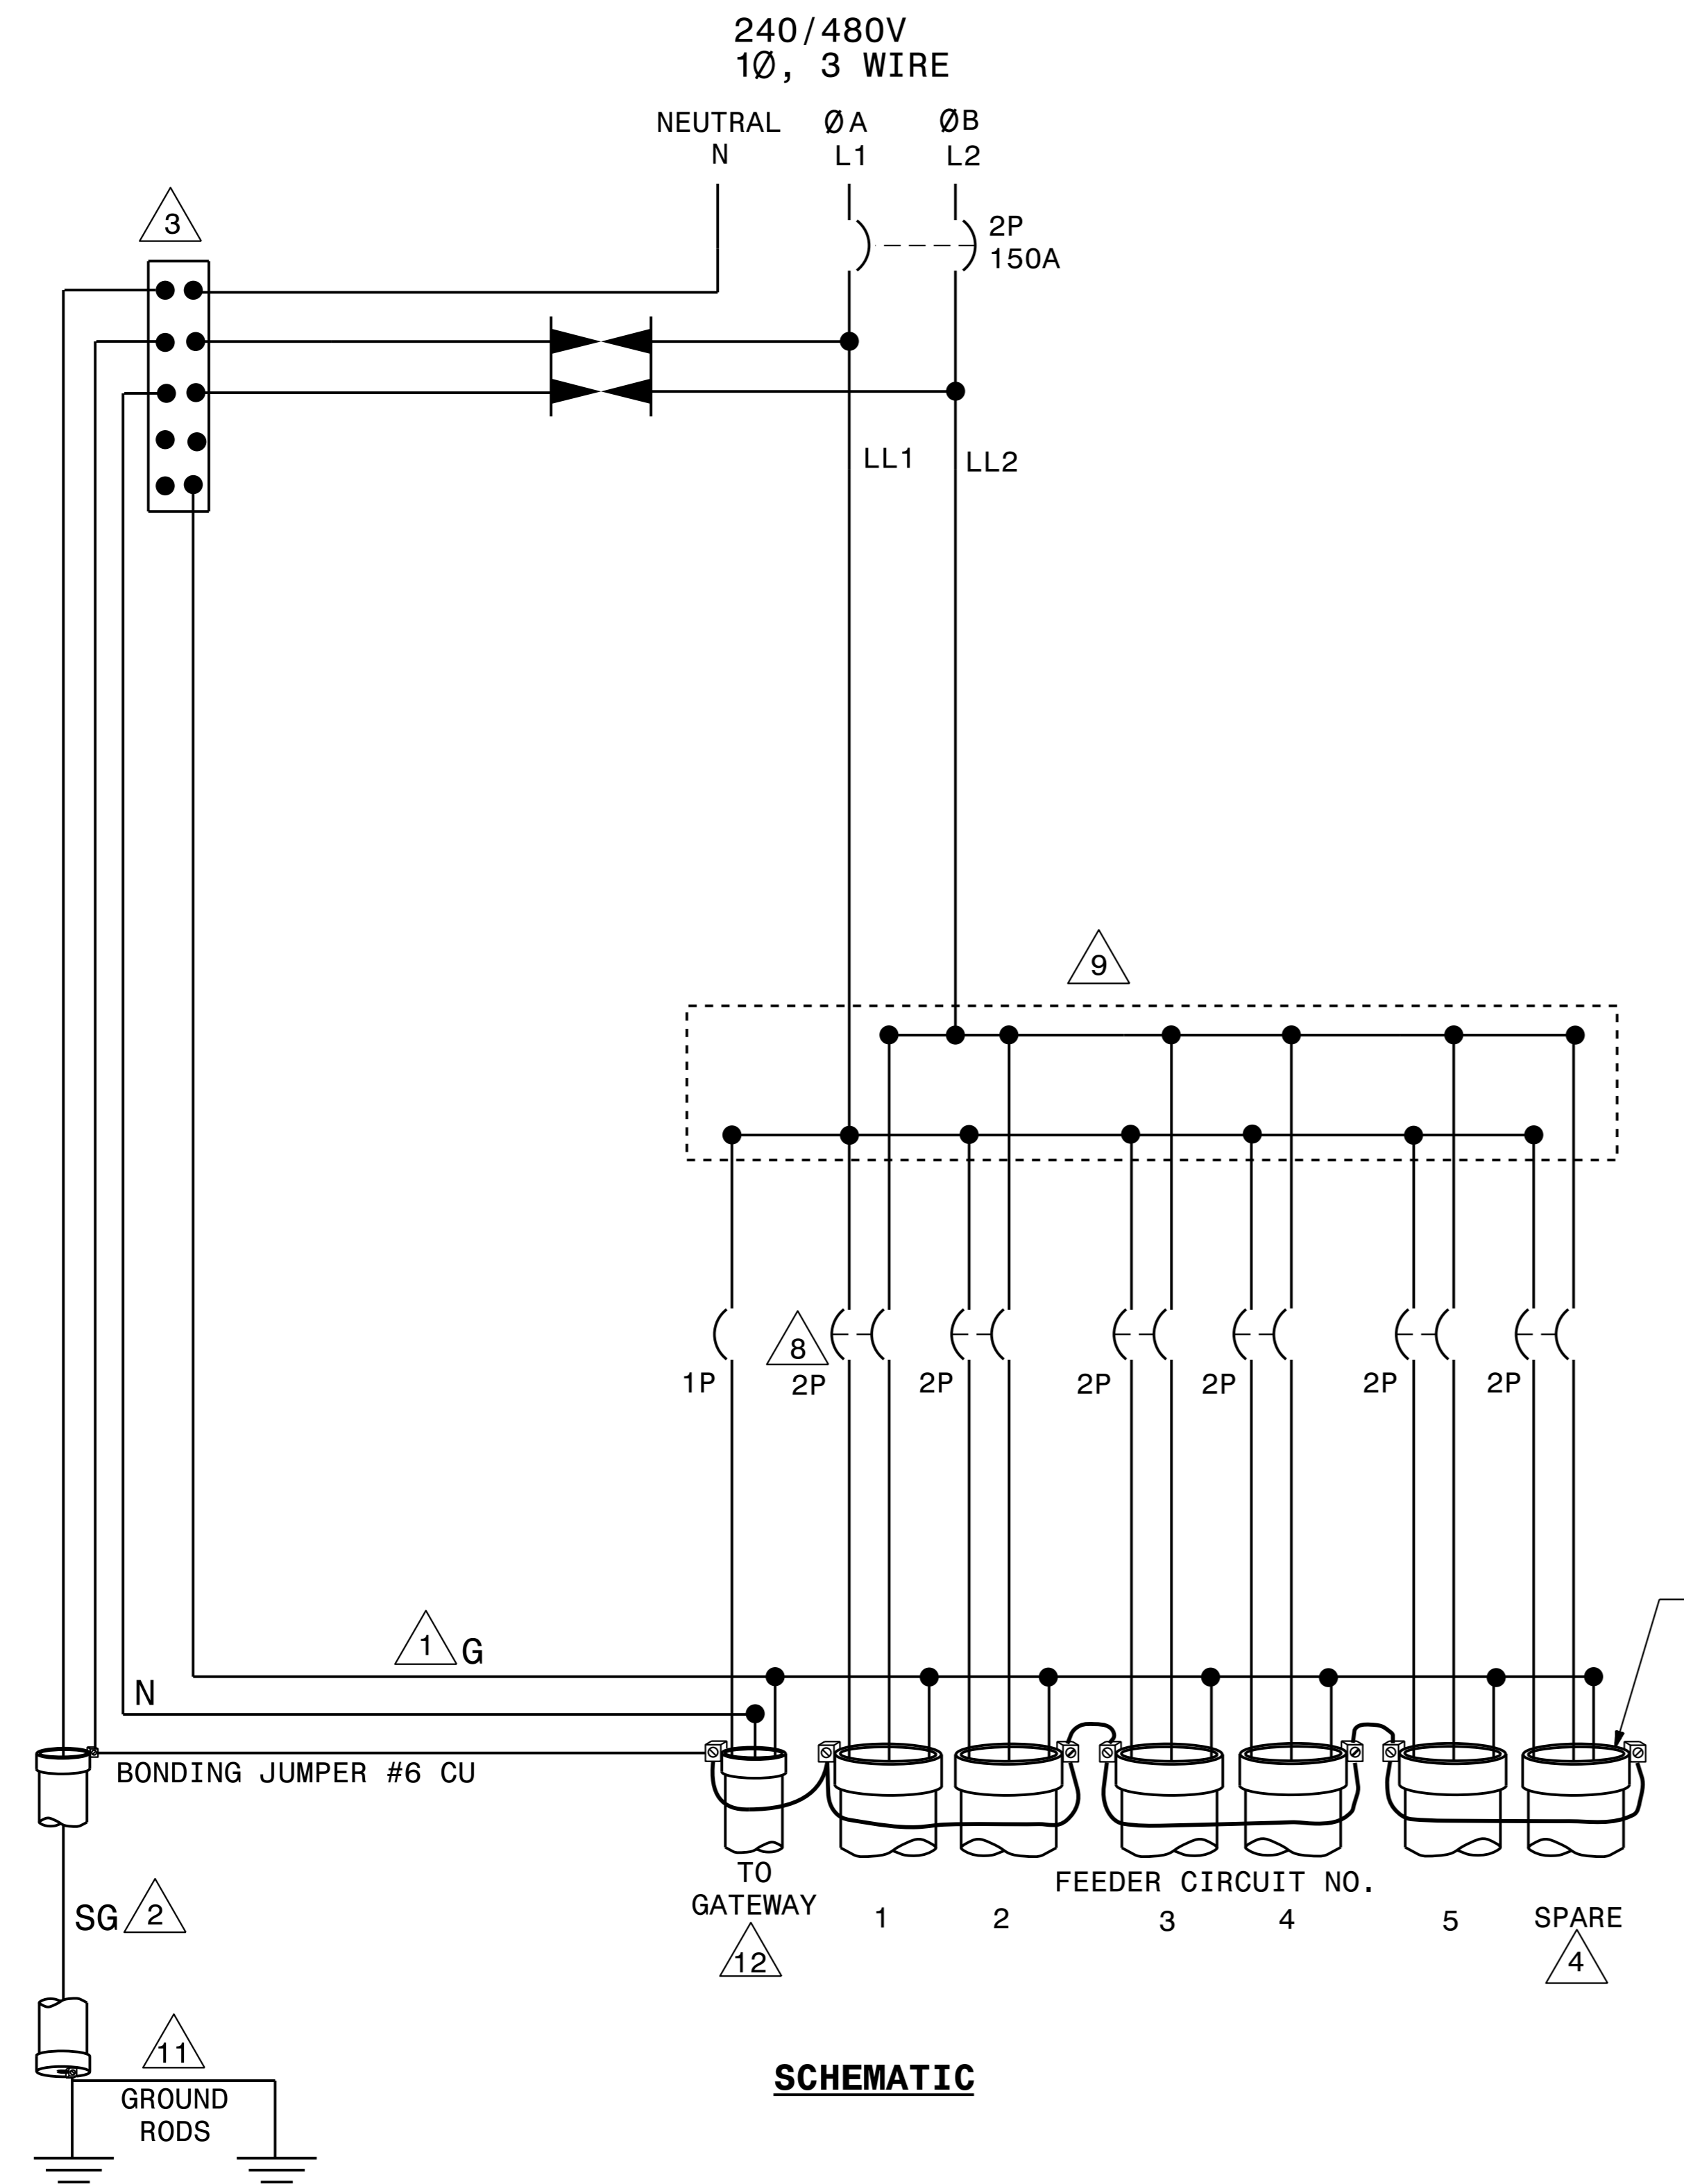 240/480V
1Ø, 3 WIRE
NEUTRAL ØA ØB
N L1 L2
2P
150A
3
LL1 LL2
9
8
1P 2P 2P 2P 2P 2P 2P
1 G
N
BONDING JUMPER #6 CU
TO
GATEWAY
12
FEEDER CIRCUIT NO.
1 2 3 4 5 SPARE
4
SG 2
11
GROUND
RODS
SCHEMATIC